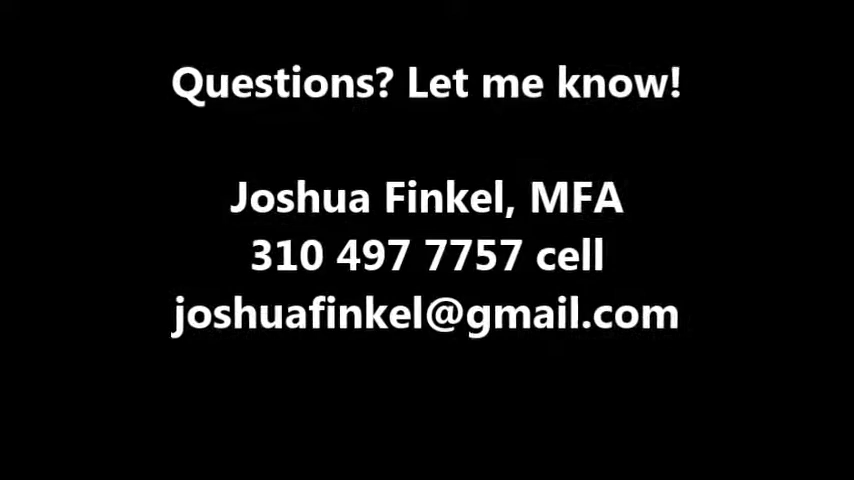 Questions? Let me know!
Joshua Finkel, MFA
310 497 7757 cell
joshuafinkel@gmail.com